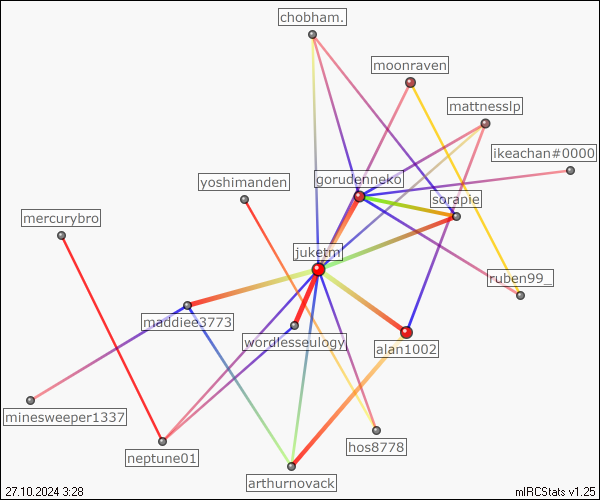 chobham.
moonraven
mattnesslp
ikeachan#0000
gorudenneko
yoshimanden
sorapie
mercurybro
juketm
ruben99_
maddiee3773
wordlesseulogy
alan1002
minesweeper1337
hos8778
neptune01
arthurnovack
27.10.2024 3:28
mIRCStats v1.25